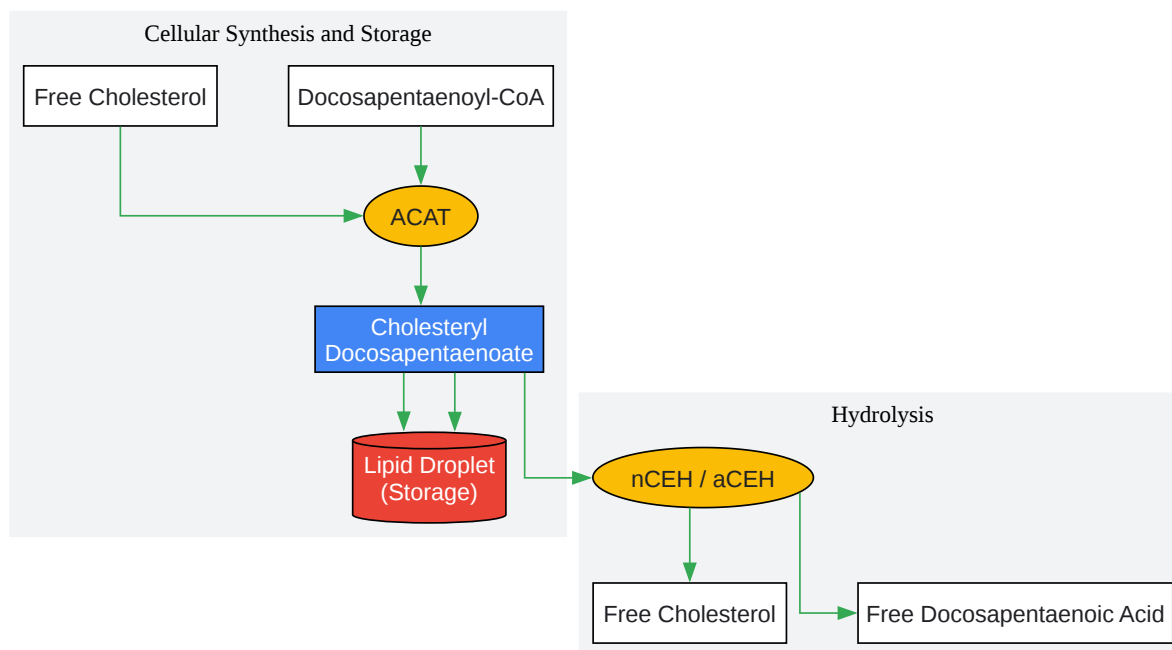 Cellular Synthesis and Storage
Free Cholesterol
Docosapentaenoyl-CoA
ACAT
Cholesteryl
Docosapentaenoate
Lipid Droplet
(Storage)
Hydrolysis
nCEH / aCEH
Free Cholesterol
Free Docosapentaenoic Acid